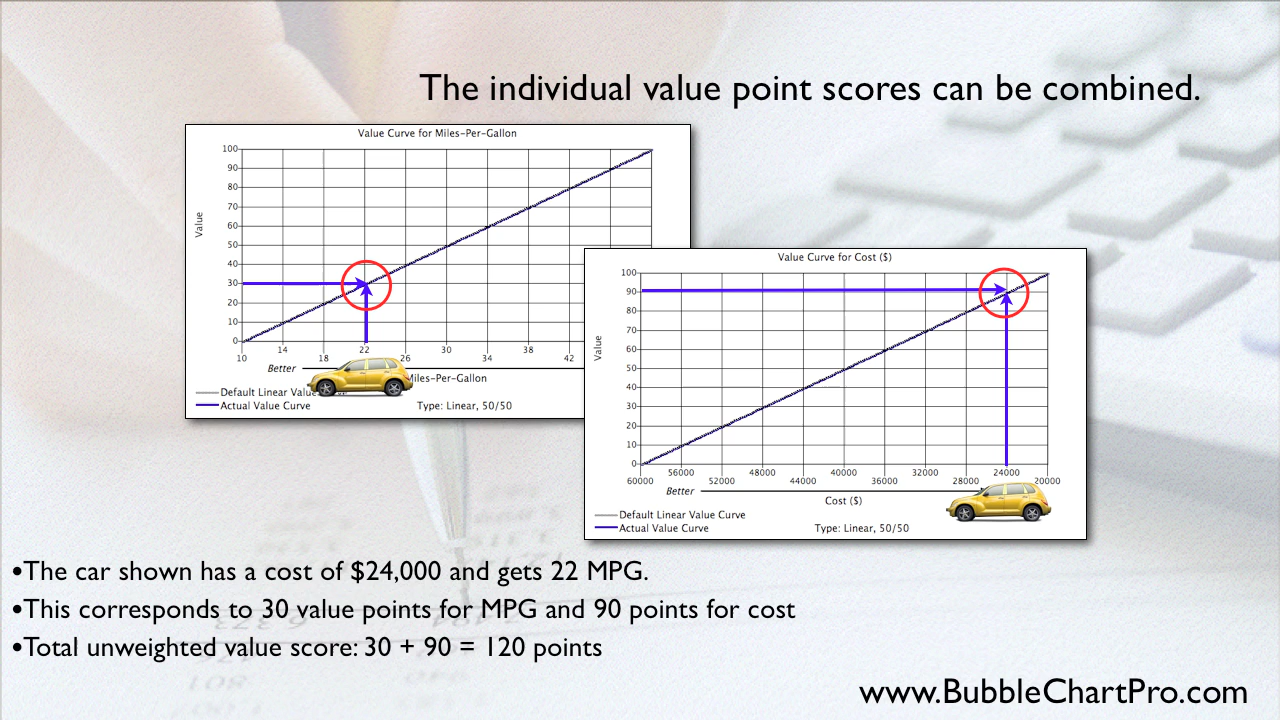 The individual value point scores can be combined.
Value Curve for Miles-Per-Gallon
100
90
80
70
60
50
40
30
20
10
0
Value
10 14 18 22 26 30 34 38 42
Better
Miles-Per-Gallon
Default Linear Value
Actual Value Curve
Type: Linear, 50/50
Value Curve for Cost ($)
100
90
80
70
60
50
40
30
20
10
0
Value
60000 56000 52000 48000 44000 40000 36000 32000 28000 24000 20000
Better
Cost ($)
Default Linear Value Curve
Actual Value Curve
Type: Linear, 50/50
•The car shown has a cost of $24,000 and gets 22 MPG.
•This corresponds to 30 value points for MPG and 90 points for cost
•Total unweighted value score: 30 + 90 = 120 points
www.BubbleChartPro.com